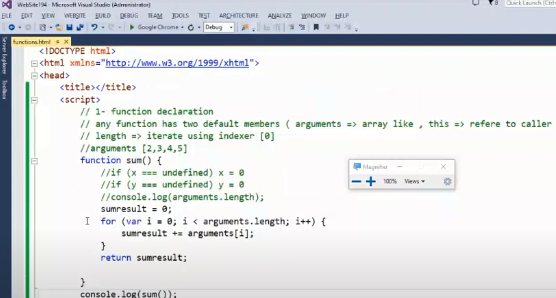 WebSite194 - Microsoft Visual Studio (Administrator)
Quick Launch (Ctrl
FILE EDIT VIEW WEBSITE BUILD DEBUG TEAM TOOLS TEST ARCHITECTURE ANALYZE WINDOW HELP
Google Chrome Debug
functions.html
Server Explorer
Toolbox
<!DOCTYPE html>
<html xmlns="http://www.w3.org/1999/xhtml">
<head>
<title></title>
<script>
// 1- function declaration
// any function has two default members ( arguments => array like , this => refere to caller
// length => iterate using indexer [0]
//arguments [2,3,4,5]
function sum() {
//if (x === undefined) x = 0
//if (y === undefined) y = 0
//console.log(arguments.length);
sumresult = 0;
for (var i = 0; i < arguments.length; i++) {
sumresult += arguments[i];
}
return sumresult;
}
console.log(sum());
Magnifier
100% Views